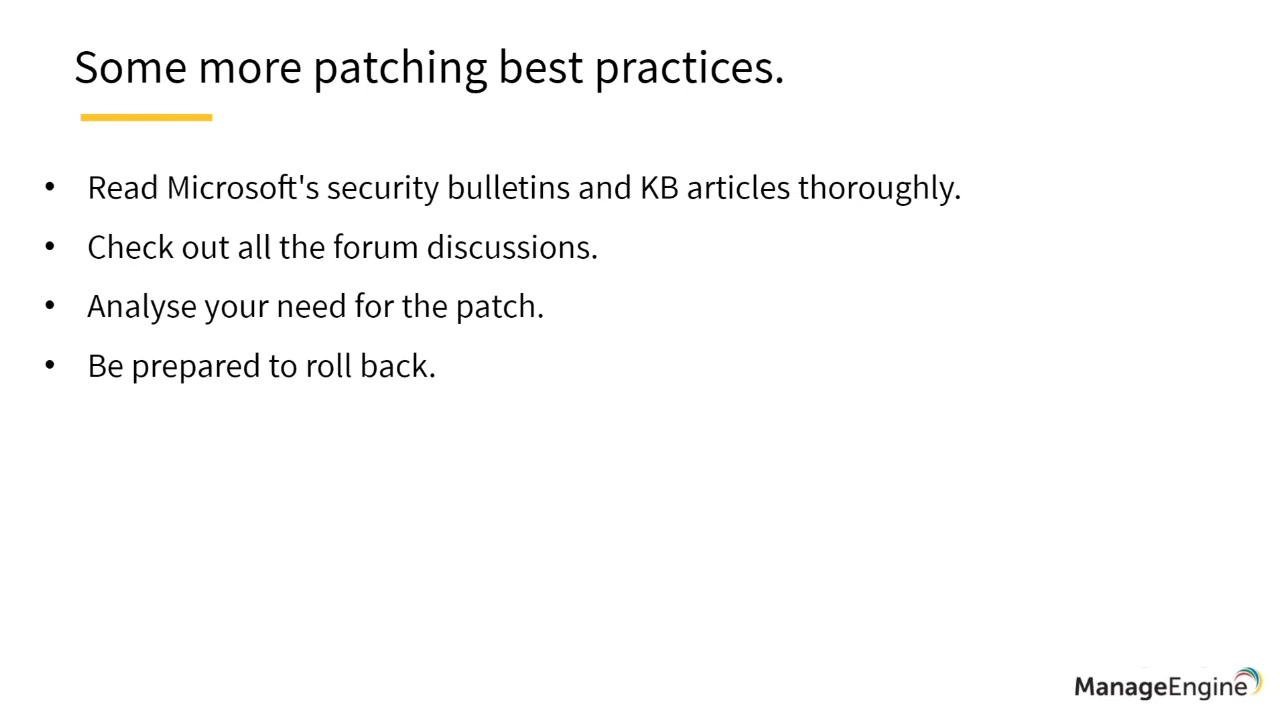 Some more patching best practices.
• Read Microsoft's security bulletins and KB articles thoroughly.
• Check out all the forum discussions.
• Analyse your need for the patch.
• Be prepared to roll back.
ManageEngine